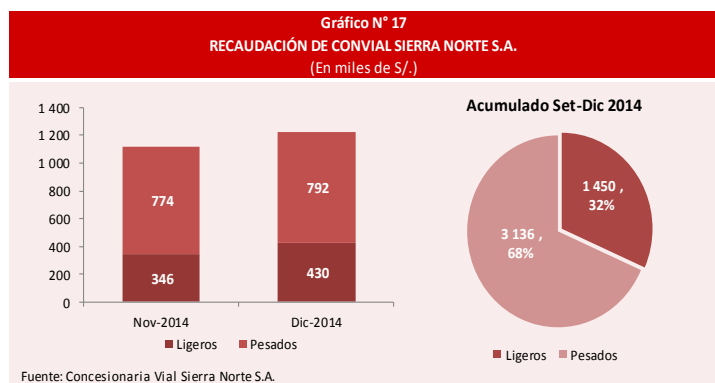 Gráfico N° 17
RECAUDACIÓN DE CONVIAL SIERRA NORTE S.A.
(En miles de S/.)
1 400
1 200
1 000
800
600
400
200
0
774
346
792
430
Nov-2014
Dic-2014
Ligeros
Pesados
Acumulado Set-Dic 2014
1 450 ,
32%
3 136 ,
68%
Ligeros
Pesados
Fuente: Concesionaria Vial Sierra Norte S.A.